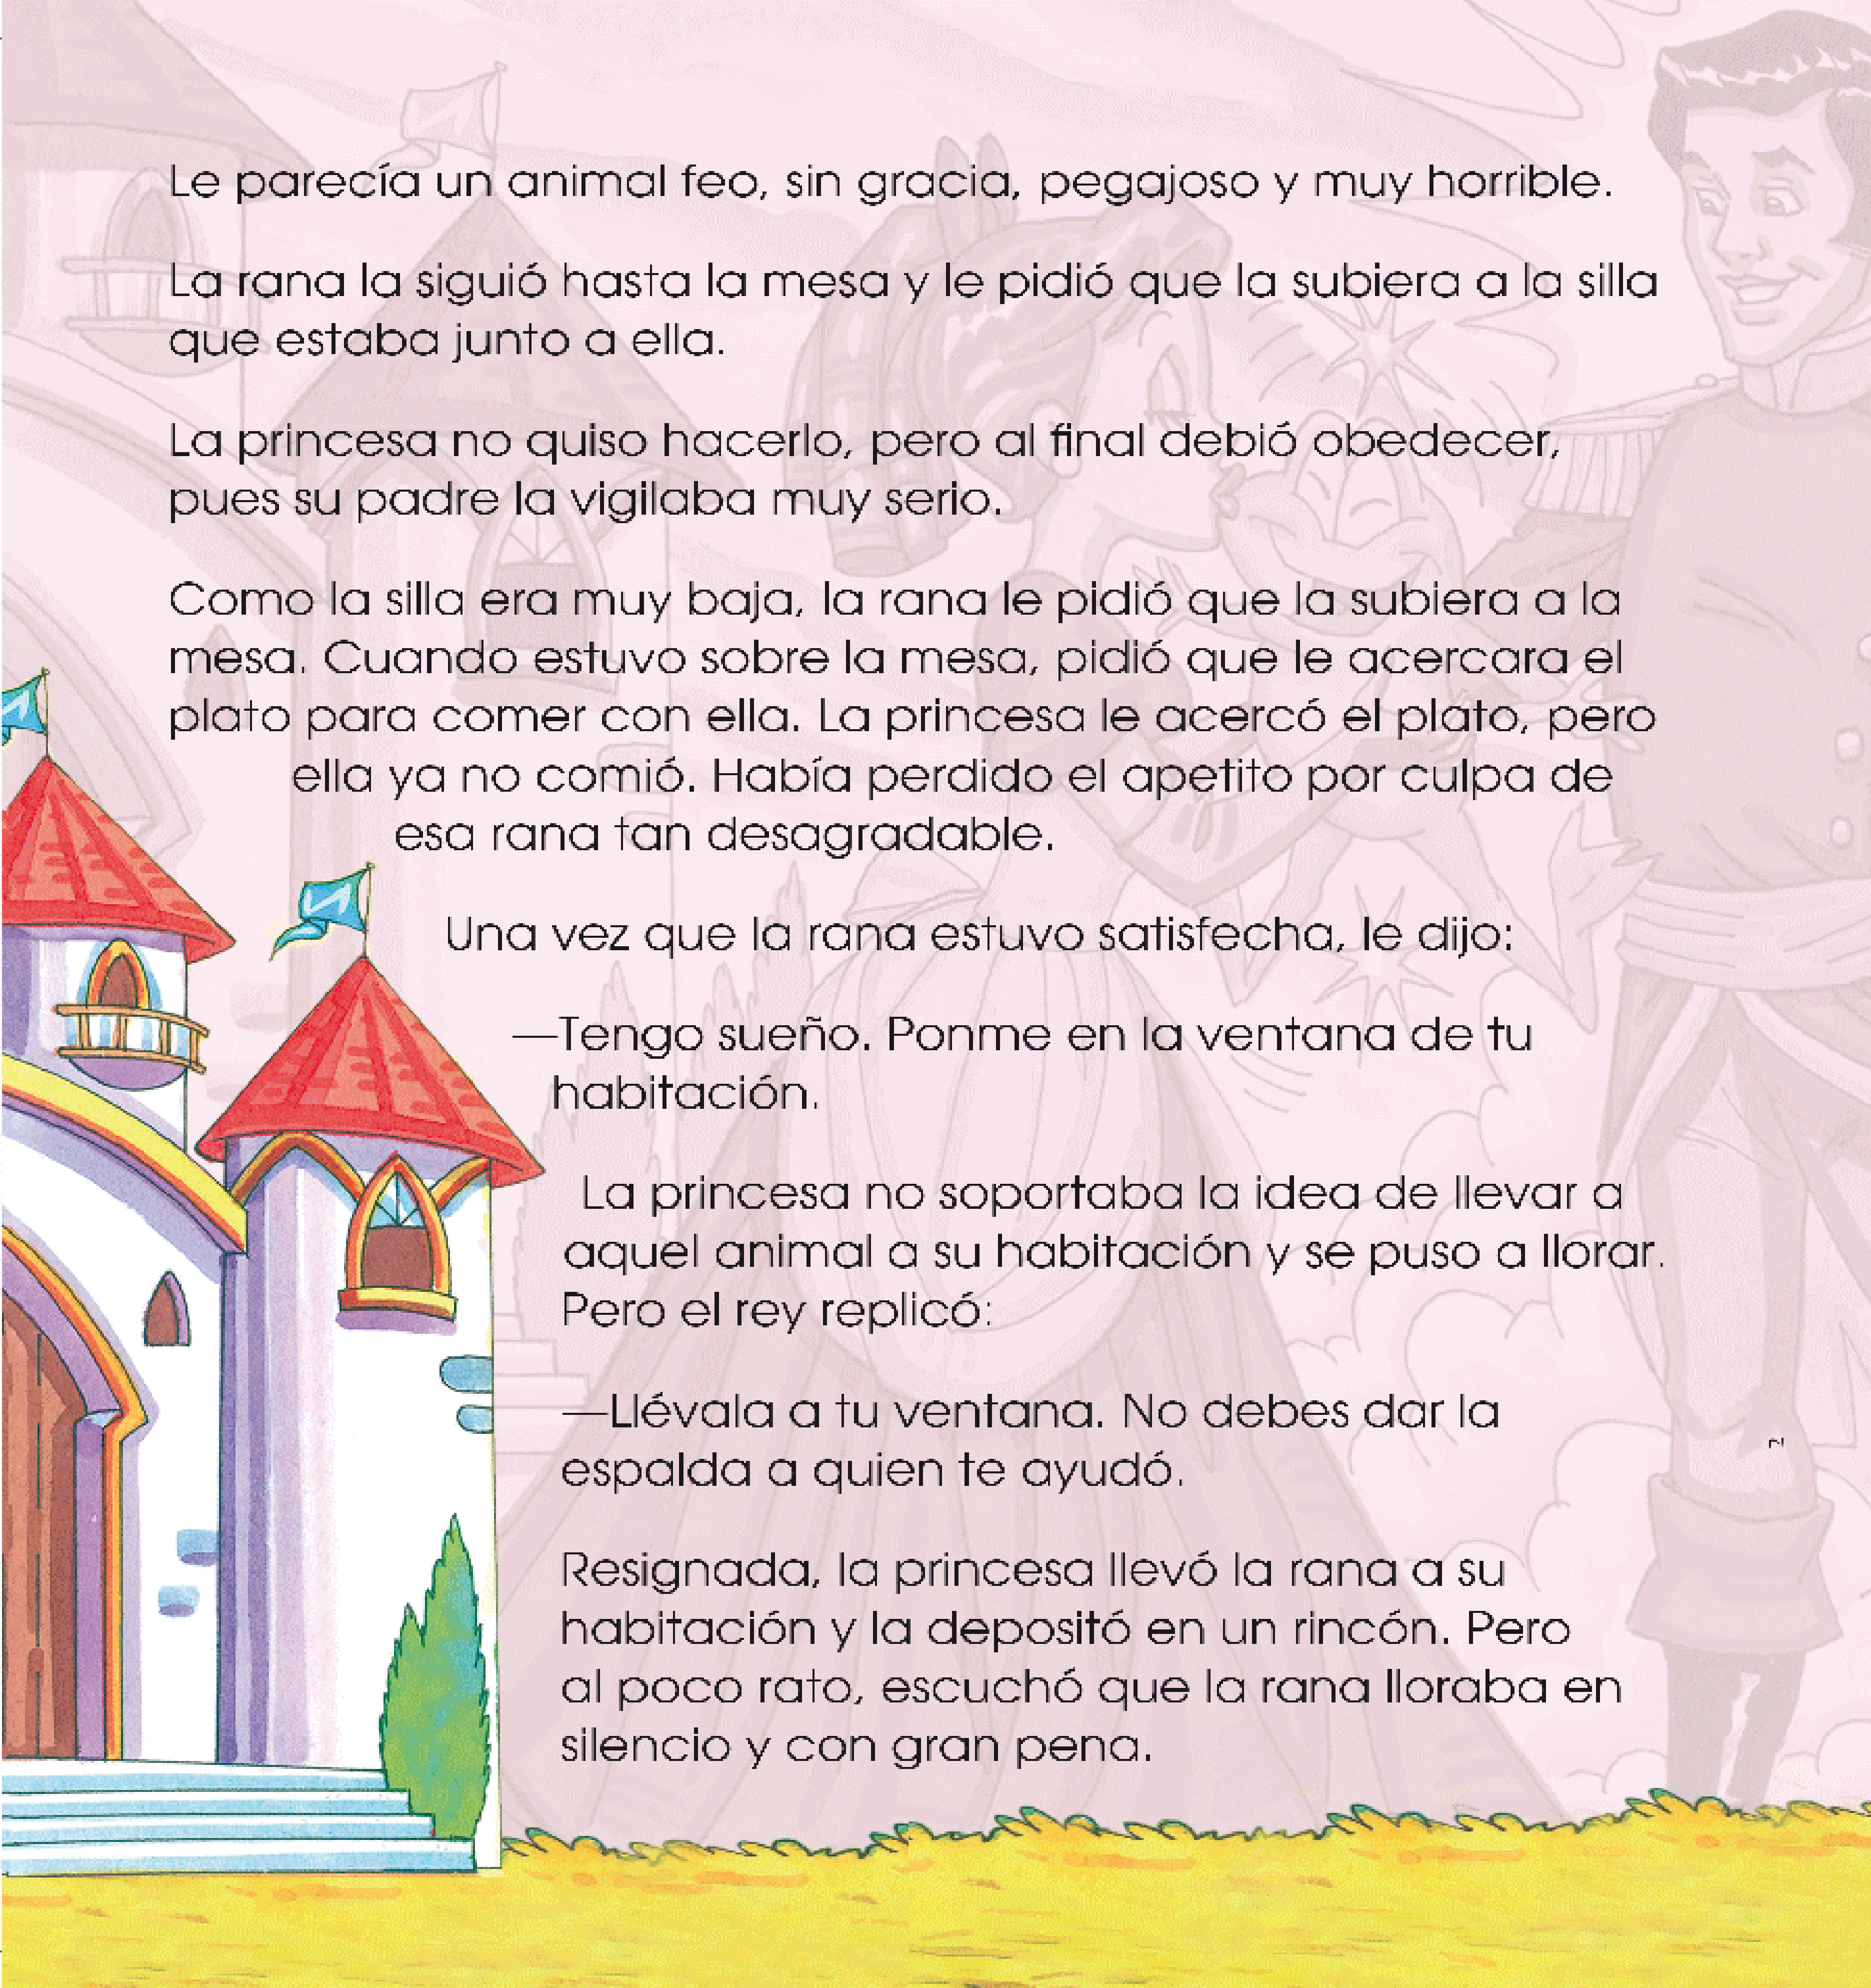 Le parecía un animal feo, sin gracia, pegajoso y muy horrible.
La rana la siguió hasta la mesa y le pidió que la subiera a la silla
que estaba junto a ella.
La princesa no quiso hacerlo, pero al final debió obedecer,
pues su padre la vigilaba muy serio.
Como la silla era muy baja, la rana le pidió que la subiera a la
mesa. Cuando estuvo sobre la mesa, pidió que le acercara el
plato para comer con ella. La princesa le acercó el plato, pero
ella ya no comió. Había perdido el apetito por culpa de
esa rana tan desagradable.
Una vez que la rana estuvo satisfecha, le dijo:
—Tengo sueño. Ponme en la ventana de tu
habitación.
La princesa no soportaba la idea de llevar a
aquel animal a su habitación y se puso a llorar.
Pero el rey replicó:
—Llévala a tu ventana. No debes dar la
espalda a quien te ayudó.
Resignada, la princesa llevó la rana a su
habitación y la depositó en un rincón. Pero
al poco rato, escuchó que la rana lloraba en
silencio y con gran pena.